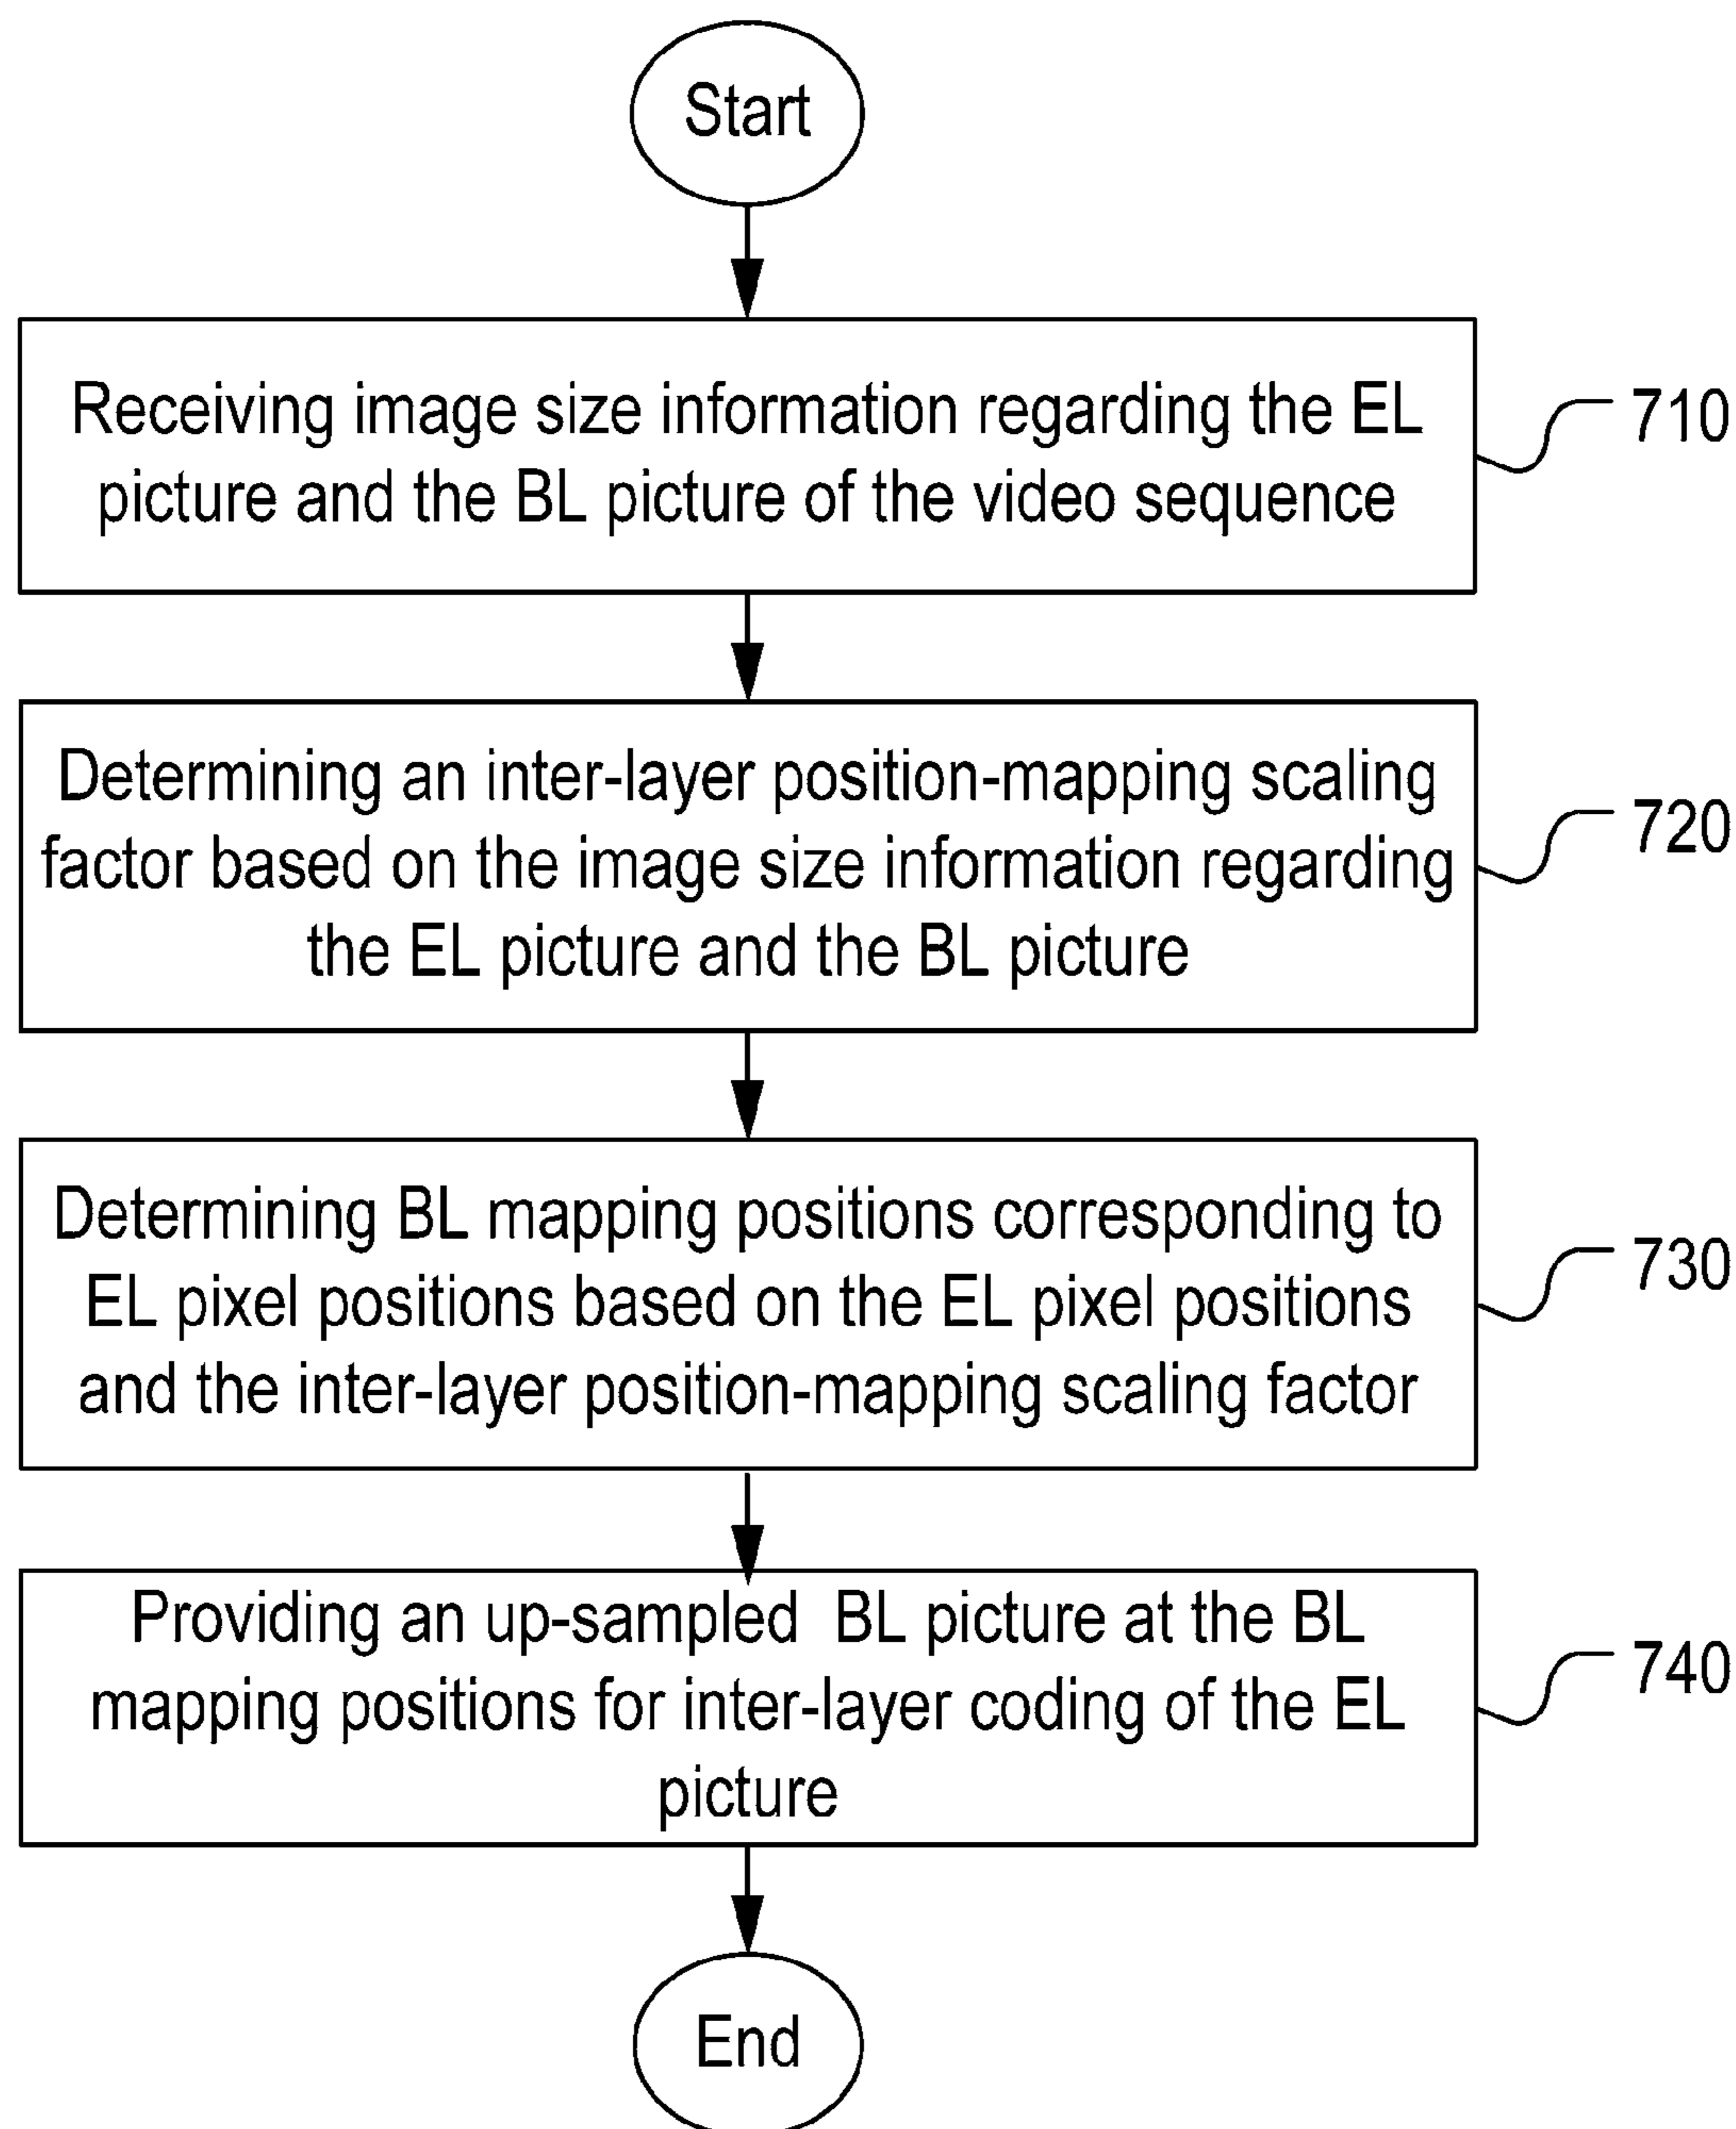 Start
Receiving image size information regarding the EL
picture and the BL picture of the video sequence
710
Determining an inter-layer position-mapping scaling
factor based on the image size information regarding
the EL picture and the BL picture
720
Determining BL mapping positions corresponding to
EL pixel positions based on the EL pixel positions
and the inter-layer position-mapping scaling factor
730
Providing an up-sampled BL picture at the BL
mapping positions for inter-layer coding of the EL
picture
740
End